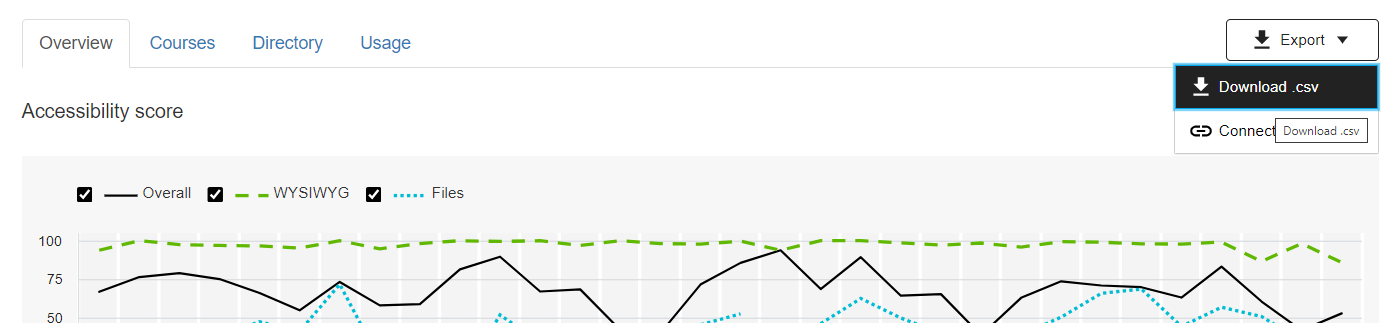 Overview Courses Directory Usage Export
Download .csv
Accessibility score
Connect
Download .csv
Overall WYSIWYG Files
100
75
50